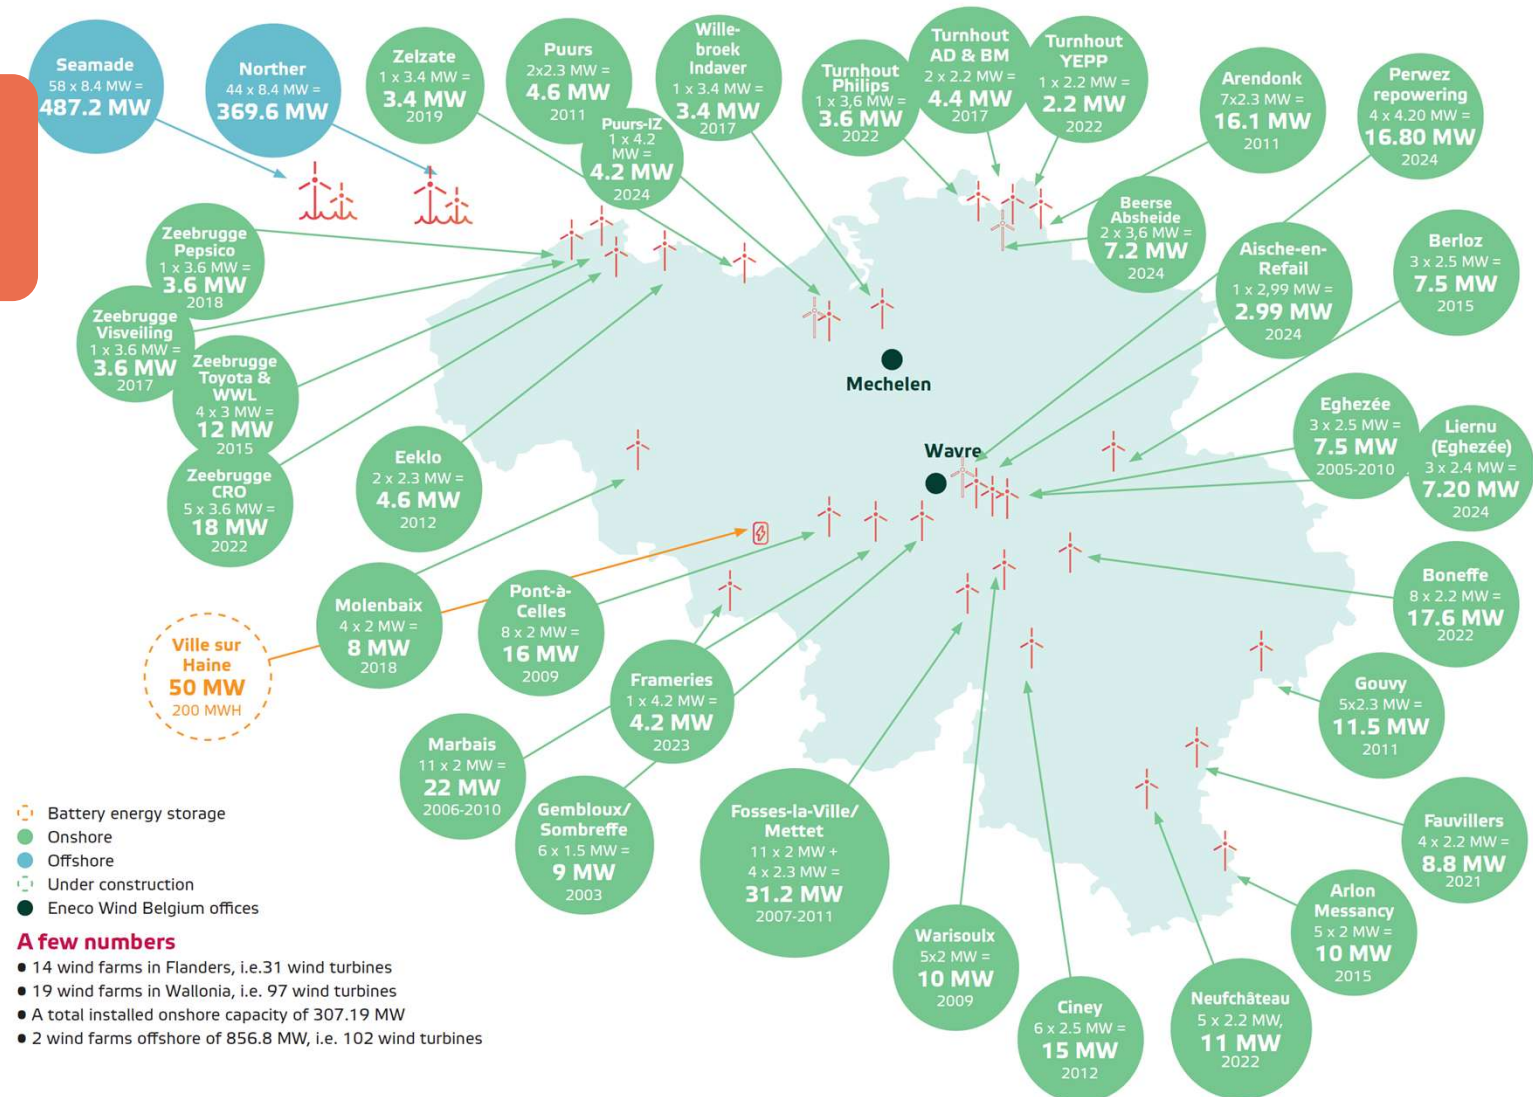 Seamade
58 x 8.4 MW =
487.2 MW
Norther
44 x 8.4 MW =
369.6 MW
Zelzate
1 x 3.4 MW =
3.4 MW
2019
Puurs
2x2.3 MW =
4.6 MW
2011
Puurs-IZ
1 x 4.2
MW =
4.2 MW
2024
Wille-
broek
Indaver
1 x 3.4 MW =
3.4 MW
2017
Turnhout
Philips
1 x 3,6 MW =
3.6 MW
2022
Turnhout
AD & BM
2 x 2.2 MW =
4.4 MW
2017
Turnhout
YEPP
1 x 2.2 MW =
2.2 MW
2022
Arendonk
7x2.3 MW =
16.1 MW
2011
Perwez
repowering
4 x 4.20 MW =
16.80 MW
2024
Beerse
Absheide
2 x 3,6 MW =
7.2 MW
2024
Aische-en-
Refail
1 x 2,99 MW =
2.99 MW
2024
Berloz
3 x 2.5 MW =
7.5 MW
2015
Zeebrugge
Pepsico
1 x 3.6 MW =
3.6 MW
2018
Zeebrugge
Visveiling
1 x 3.6 MW =
3.6 MW
2017
Zeebrugge
Toyota &
WWL
4 x 3 MW =
12 MW
2015
Zeebrugge
CRO
5 x 3.6 MW =
18 MW
2022
Eeklo
2 x 2.3 MW =
4.6 MW
2012
Mechelen
Wavre
Eghezée
3 x 2.5 MW =
7.5 MW
2005-2010
Liernu
(Eghezée)
3 x 2.4 MW =
7.20 MW
2024
Ville sur
Haine
50 MW
200 MWH
Molenbaix
4 x 2 MW =
8 MW
2018
Pont-à-
Celles
8 x 2 MW =
16 MW
2009
Boneffe
8 x 2.2 MW =
17.6 MW
2022
Frameries
1 x 4.2 MW =
4.2 MW
2023
Marbais
11 x 2 MW =
22 MW
2006-2010
Gembloux/
Sombreffe
6 x 1.5 MW =
9 MW
2003
Fosses-la-Ville/
Mettet
11 x 2 MW +
4 x 2.3 MW =
31.2 MW
2007-2011
Gouvy
5x2.3 MW =
11.5 MW
2011
Fauvillers
4 x 2.2 MW =
8.8 MW
2021
Arlon
Messancy
5 x 2 MW =
10 MW
2015
Warisoulx
5x2 MW =
10 MW
2009
Ciney
6 x 2.5 MW =
15 MW
2012
Neufchâteau
5 x 2.2 MW,
11 MW
2022
Battery energy storage
Onshore
Offshore
Under construction
Eneco Wind Belgium offices
A few numbers
• 14 wind farms in Flanders, i.e.31 wind turbines
• 19 wind farms in Wallonia, i.e. 97 wind turbines
• A total installed onshore capacity of 307.19 MW
• 2 wind farms offshore of 856.8 MW, i.e. 102 wind turbines